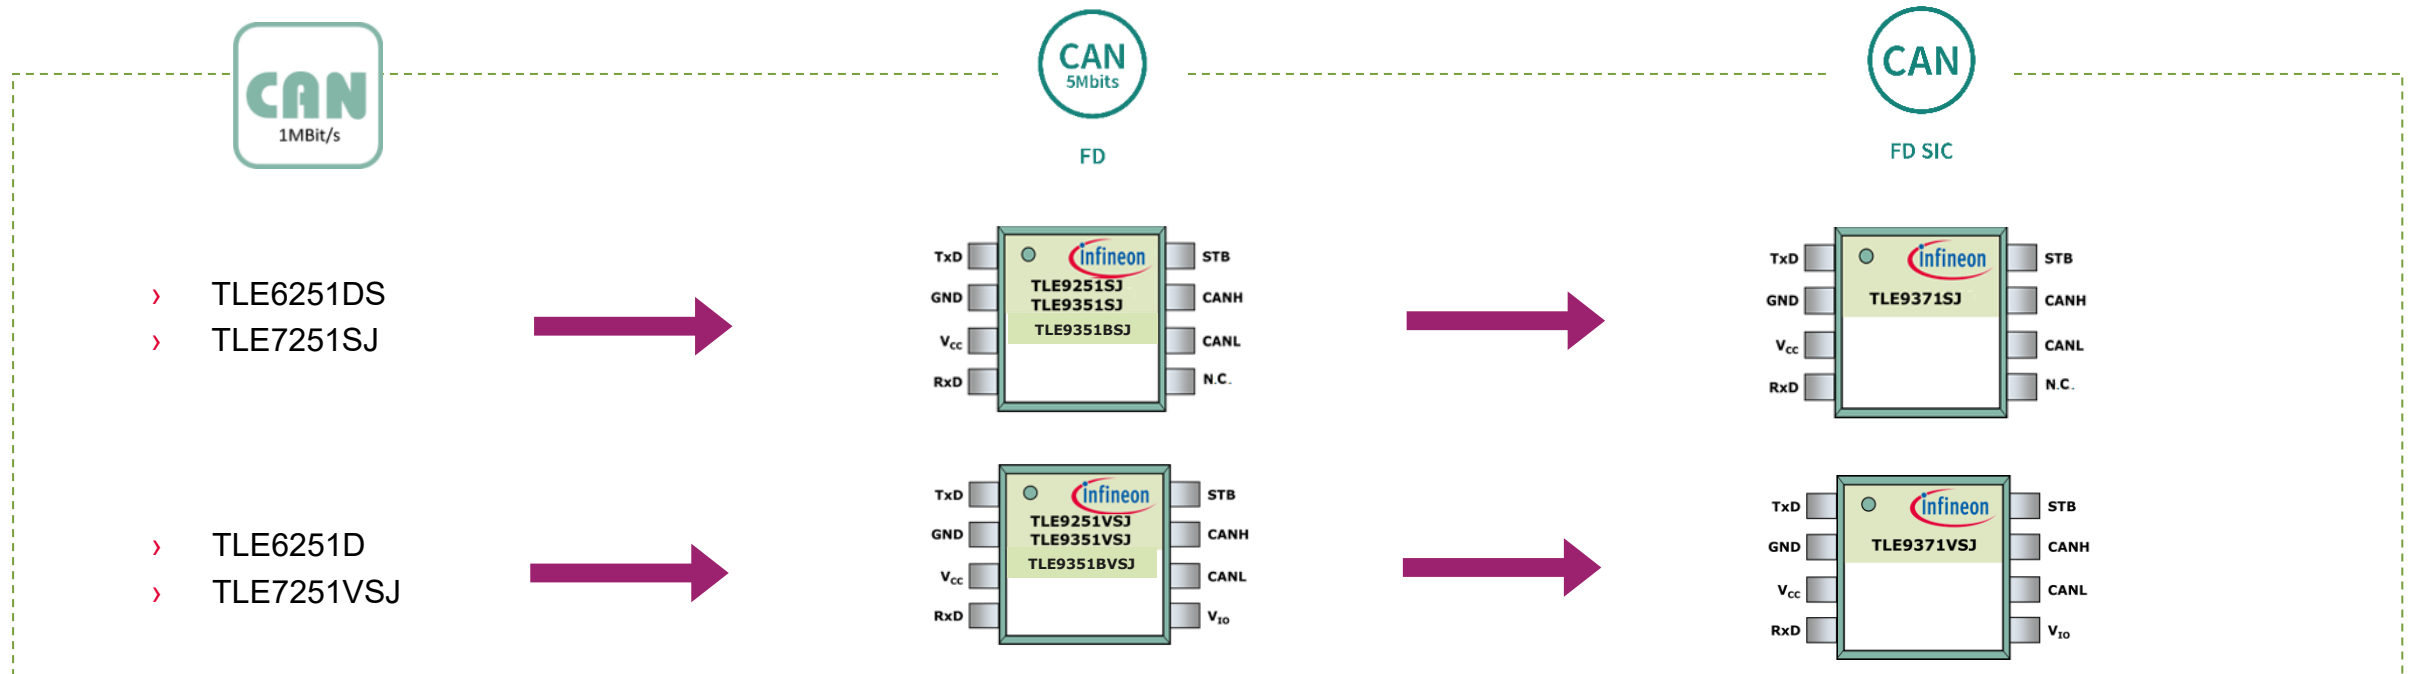 CAN
1MBit/s
CAN
5Mbits
FD
CAN
FD SIC
› TLE6251DS
› TLE7251SJ
TxD
GND
VCC
RxD
infineon
TLE9251SJ
TLE9351SJ
TLE9351BSJ
STB
CANH
CANL
N.C.
TxD
GND
VCC
RxD
infineon
TLE9371SJ
STB
CANH
CANL
N.C.
› TLE6251D
› TLE7251VSJ
TxD
GND
VCC
RxD
infineon
TLE9251VSJ
TLE9351VSJ
TLE9351BVSJ
STB
CANH
CANL
VIO
TxD
GND
VCC
RxD
infineon
TLE9371VSJ
STB
CANH
CANL
VIO